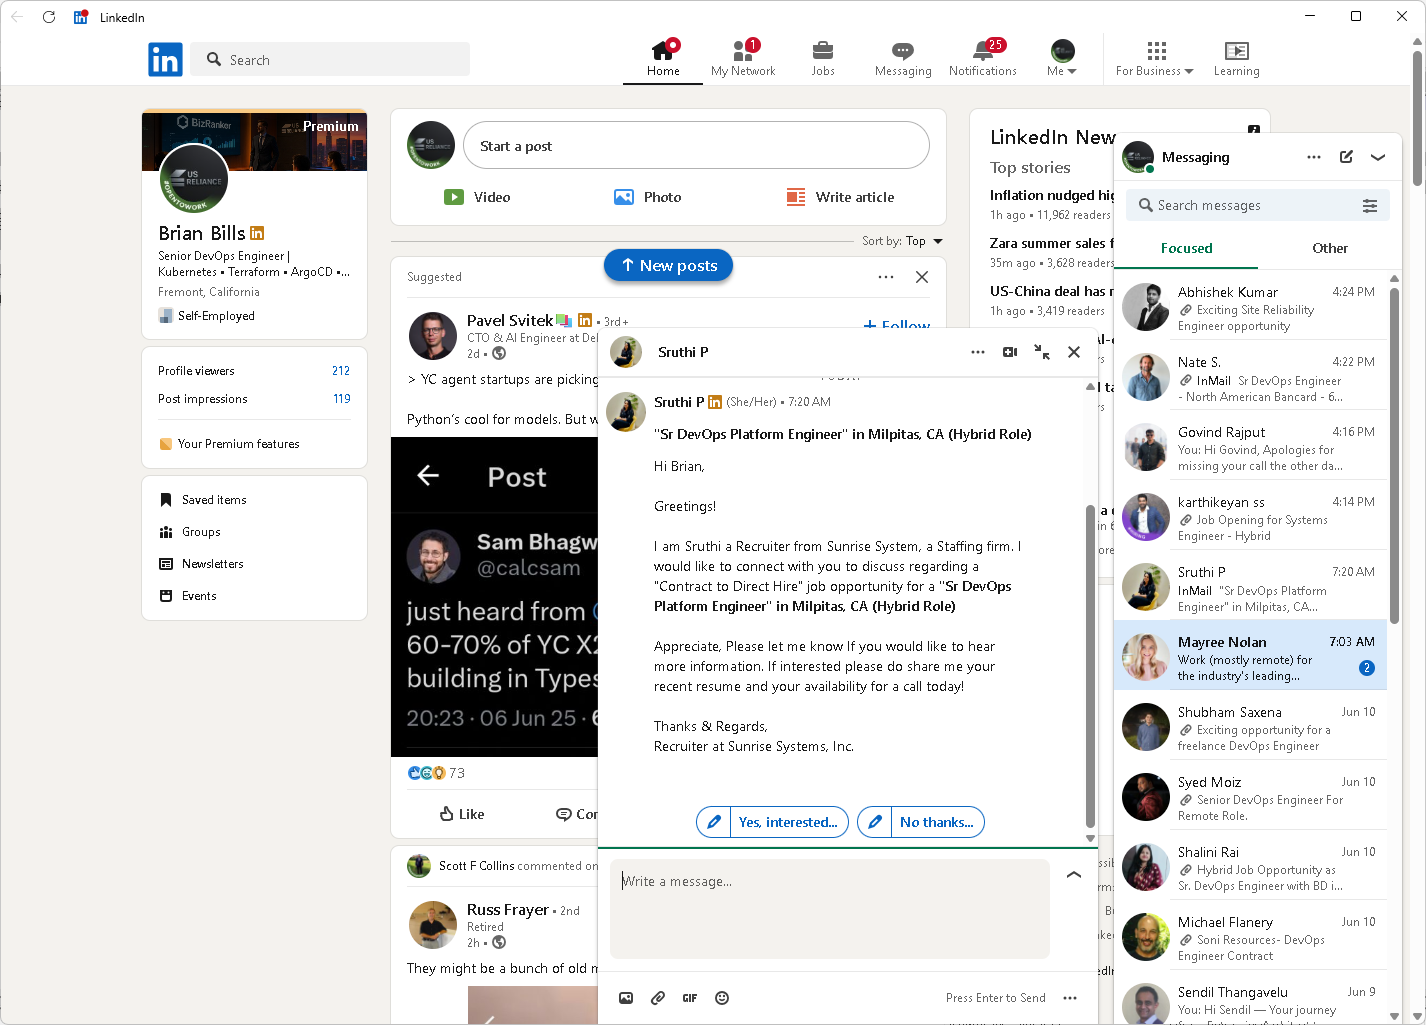 LinkedIn
Search
Home
1
My Network
Jobs
Messaging
25
Notifications
Me
For Business
Learning
BizRanker
Premium
US RELIANCE
#OPENTOWORK
Brian Bills
Senior DevOps Engineer |
Kubernetes • Terraform • ArgoCD •...
Fremont, California
Self-Employed
Profile viewers 212
Post impressions 119
Your Premium features
Saved items
Groups
Newsletters
Events
Start a post
Video
Photo
Write article
Sort by: Top
New posts
Suggested
Pavel Svitek • 3rd+
CTO & AI Engineer at Del
2d •
+ Follow
> YC agent startups are picking
Python's cool for models. But w
Post
Sam Bhagw
@calcsam
just heard from
60-70% of YC X2
building in Types
20:23 · 06 Jun 25 ·
73
Like
Com
Scott F Collins commented on
Russ Frayer • 2nd
Retired
2h •
They might be a bunch of old m
LinkedIn New
Top stories
Inflation nudged hig
1h ago • 11,962 readers
Zara summer sales f
35m ago • 3,628 readers
US-China deal has r
1h ago • 3,419 readers
Sruthi P
TODAY
Sruthi P (She/Her) • 7:20 AM
"Sr DevOps Platform Engineer" in Milpitas, CA (Hybrid Role)
Hi Brian,
Greetings!
I am Sruthi a Recruiter from Sunrise System, a Staffing firm. I
would like to connect with you to discuss regarding a
"Contract to Direct Hire" job opportunity for a "Sr DevOps
Platform Engineer" in Milpitas, CA (Hybrid Role)
Appreciate, Please let me know If you would like to hear
more information. If interested please do share me your
recent resume and your availability for a call today!
Thanks & Regards,
Recruiter at Sunrise Systems, Inc.
Yes, interested...
No thanks...
Write a message...
GIF
Press Enter to Send
Messaging
Search messages
Focused
Other
Abhishek Kumar 4:24 PM
Exciting Site Reliability
Engineer opportunity
Nate S. 4:22 PM
InMail Sr DevOps Engineer
- North American Bancard - 6...
Govind Rajput 4:16 PM
You: Hi Govind, Apologies for
missing your call the other da...
karthikeyan ss 4:14 PM
Job Opening for Systems
Engineer - Hybrid
Sruthi P 7:20 AM
InMail "Sr DevOps Platform
Engineer" in Milpitas, CA...
Mayree Nolan 7:03 AM
Work (mostly remote) for
the industry's leading...
2
Shubham Saxena Jun 10
Exciting opportunity for a
freelance DevOps Engineer
Syed Moiz Jun 10
Senior DevOps Engineer For
Remote Role.
Shalini Rai Jun 10
Hybrid Job Opportunity as
Sr. DevOps Engineer with BD i...
Michael Flanery Jun 10
Soni Resources- DevOps
Engineer Contract
Sendil Thangavelu Jun 9
You: Hi Sendil — Your journey